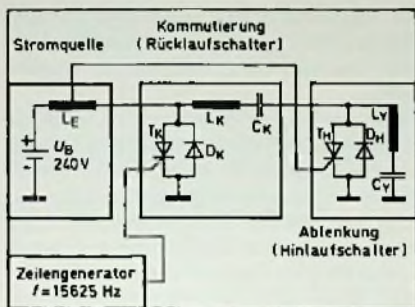 Kommutierung
(Rücklaufschalter)
Stromquelle
LE
UB
240V
+
-
TK
DK
LK
CK
TH
DH
LY
CY
Ablenkung
(Hinlaufschalter)
Zeilengenerator
f=15625 Hz